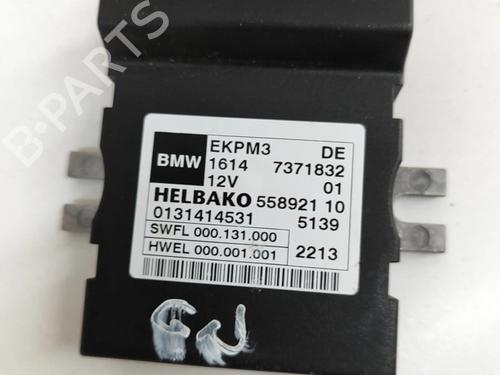 B-PARTS
BMW EKPM3 DE
1614 7371832
12V 01
HELBAKO 558921 10
0131414531 5139
SWFL 000.131.000
HWEL 000.001.001 2213